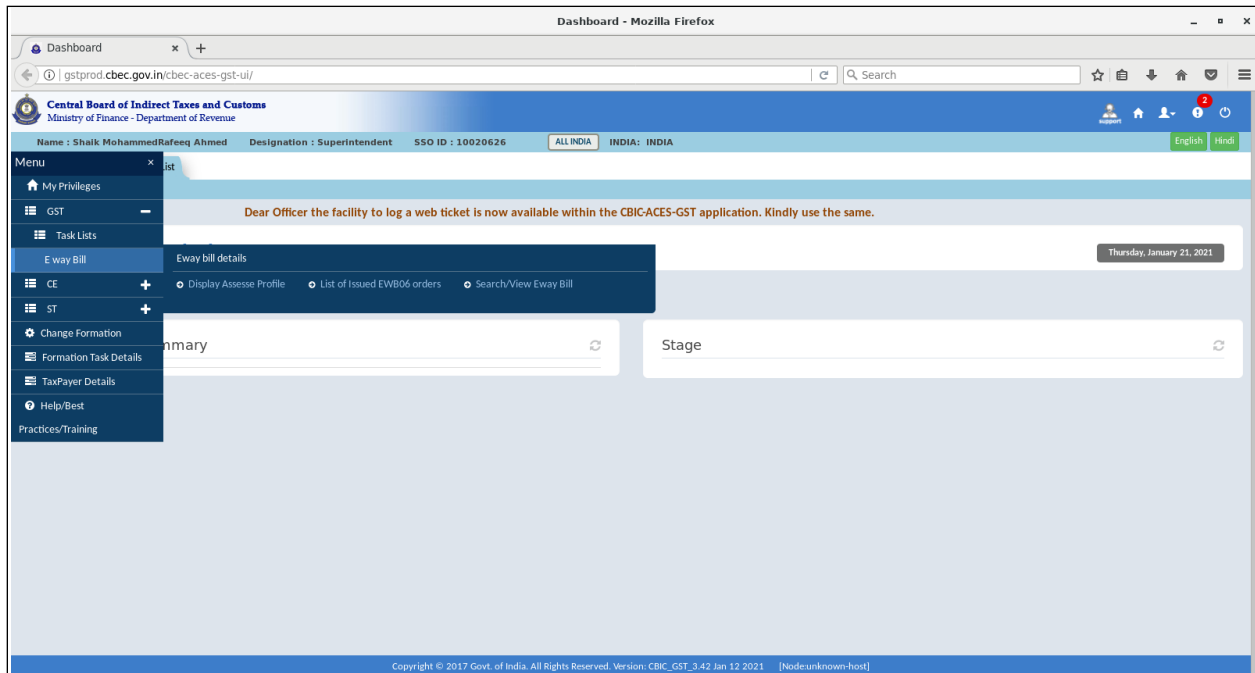 Dashboard - Mozilla Firefox
Dashboard
gstprod.cbec.gov.in/cbec-aces-gst-ui/
Search
Central Board of Indirect Taxes and Customs
Ministry of Finance - Department of Revenue
support
2
Name : Shaik MohammedRafeeq Ahmed Designation : Superintendent SSO ID : 10020626 ALL INDIA INDIA: INDIA English Hindi
Menu ×
ist
My Privileges
GST
Dear Officer the facility to log a web ticket is now available within the CBIC-ACES-GST application. Kindly use the same.
Task Lists
E way Bill
Eway bill details
Thursday, January 21, 2021
CE
Display Assesse Profile List of Issued EWB06 orders Search/View Eway Bill
ST
Change Formation
nmary
Stage
Formation Task Details
TaxPayer Details
Help/Best
Practices/Training
Copyright © 2017 Govt. of India. All Rights Reserved. Version: CBIC_GST_3.42 Jan 12 2021 [Node:unknown-host]